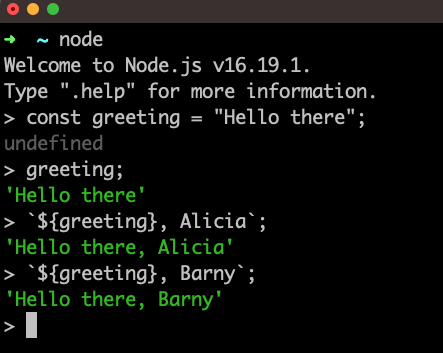 ➜ ~ node
Welcome to Node.js v16.19.1.
Type ".help" for more information.
> const greeting = "Hello there";
undefined
> greeting;
'Hello there'
> `${greeting}, Alicia`;
'Hello there, Alicia'
> `${greeting}, Barny`;
'Hello there, Barny'
>